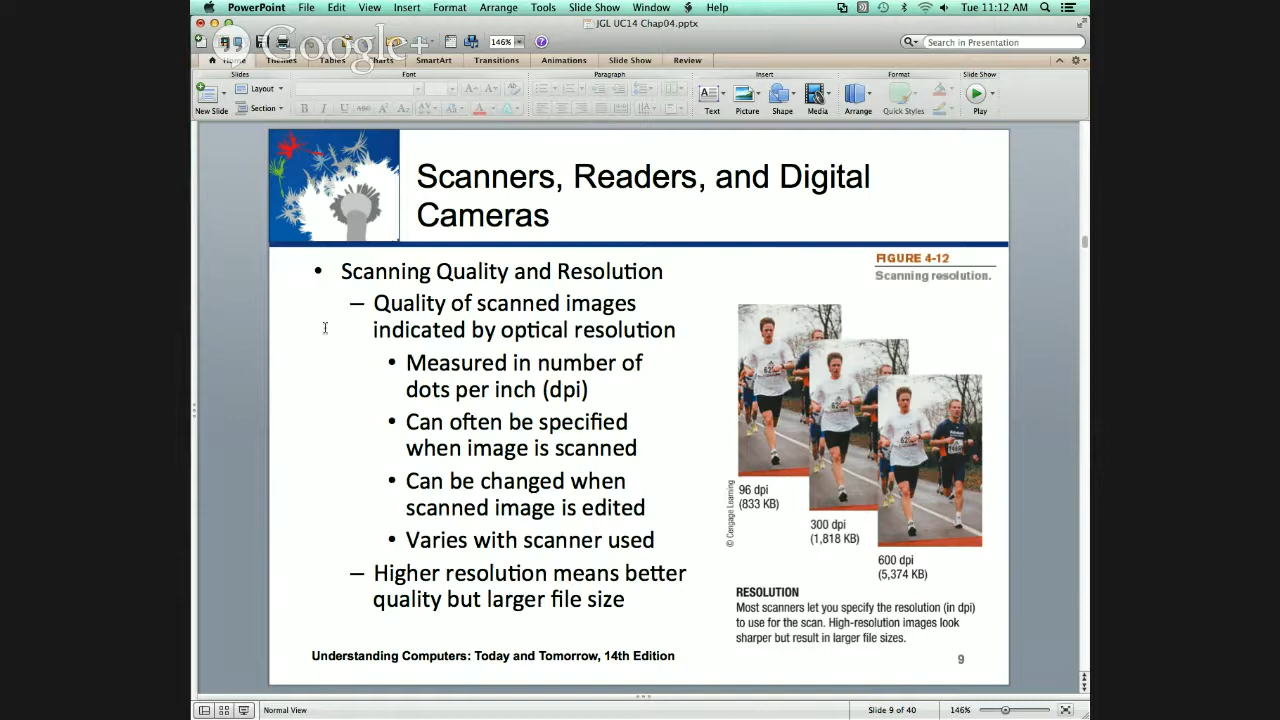 PowerPoint File Edit View Insert Format Arrange Tools Slide Show Window Help Tue 11:12 AM
JGL UC14 Chap04.pptx
Google+
146% Search in Presentation
Home Themes Tables Charts SmartArt Transitions Animations Slide Show Review
Slides Font Paragraph Insert Format Slide Show
Layout
New Slide Section Text Picture Shape Media Arrange Quick Styles Play
Scanners, Readers, and Digital
Cameras
• Scanning Quality and Resolution
– Quality of scanned images
indicated by optical resolution
• Measured in number of
dots per inch (dpi)
• Can often be specified
when image is scanned
• Can be changed when
scanned image is edited
• Varies with scanner used
– Higher resolution means better
quality but larger file size
FIGURE 4-12
Scanning resolution.
96 dpi
(833 KB)
300 dpi
(1,818 KB)
600 dpi
(5,374 KB)
© Cengage Learning
RESOLUTION
Most scanners let you specify the resolution (in dpi)
to use for the scan. High-resolution images look
sharper but result in larger file sizes.
Understanding Computers: Today and Tomorrow, 14th Edition
9
Normal View Slide 9 of 40 146%